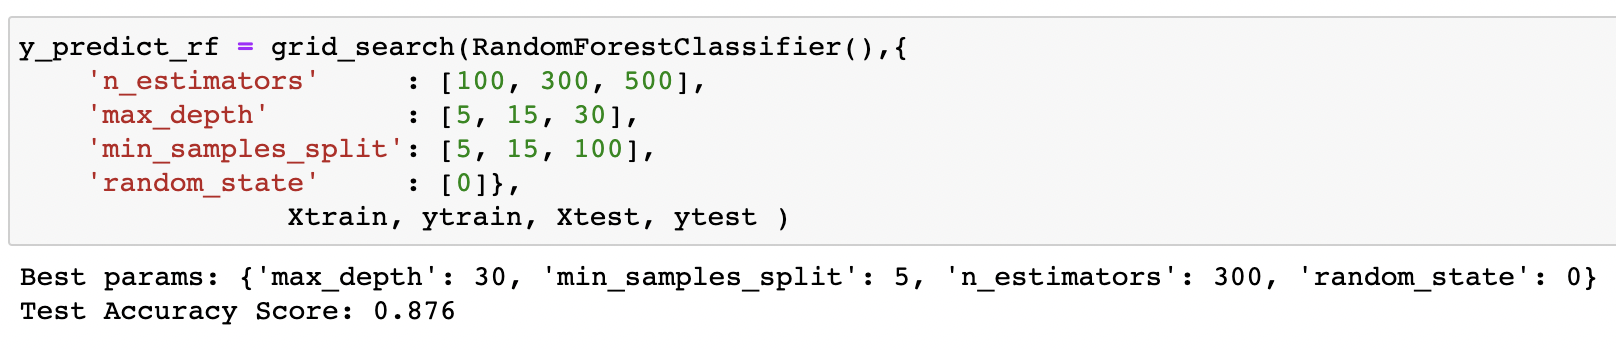 y_predict_rf = grid_search(RandomForestClassifier(),{
    'n_estimators'     : [100, 300, 500],
    'max_depth'        : [5, 15, 30],
    'min_samples_split': [5, 15, 100],
    'random_state'     : [0]},
                Xtrain, ytrain, Xtest, ytest )
Best params: {'max_depth': 30, 'min_samples_split': 5, 'n_estimators': 300, 'random_state': 0}
Test Accuracy Score: 0.876